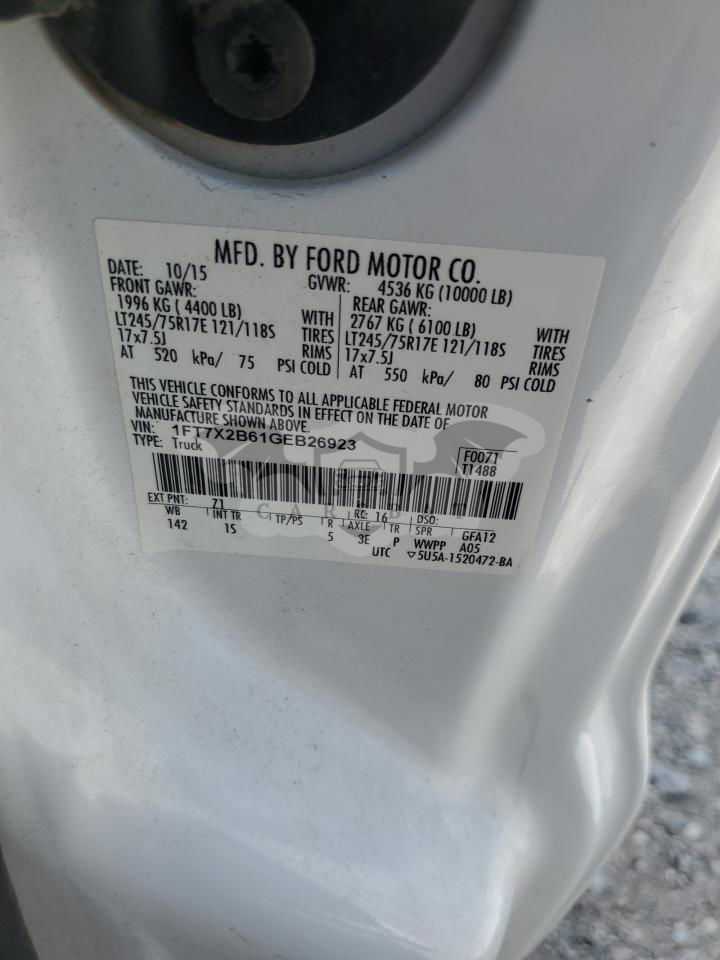 MFD. BY FORD MOTOR CO.
DATE: 10/15 GVWR: 4536 KG (10000 LB)
FRONT GAWR: REAR GAWR:
1996 KG ( 4400 LB) WITH 2767 KG ( 6100 LB) WITH
LT245/75R17E 121/118S TIRES LT245/75R17E 121/118S TIRES
17x7.5J RIMS 17x7.5J RIMS
AT 520 kPa/ 75 PSI COLD AT 550 kPa/ 80 PSI COLD
THIS VEHICLE CONFORMS TO ALL APPLICABLE FEDERAL MOTOR
VEHICLE SAFETY STANDARDS IN EFFECT ON THE DATE OF
MANUFACTURE SHOWN ABOVE.
VIN: 1FT7X2B61GEB26923 F0071
TYPE: Truck T1488
EXT PNT: 71 RC: 16 DSO:
WB INT TR TP/PS R AXLE TR SPR GFA12
142 1S 5 3E P WWPP A05
UTC ▽5U5A-1520472-BA